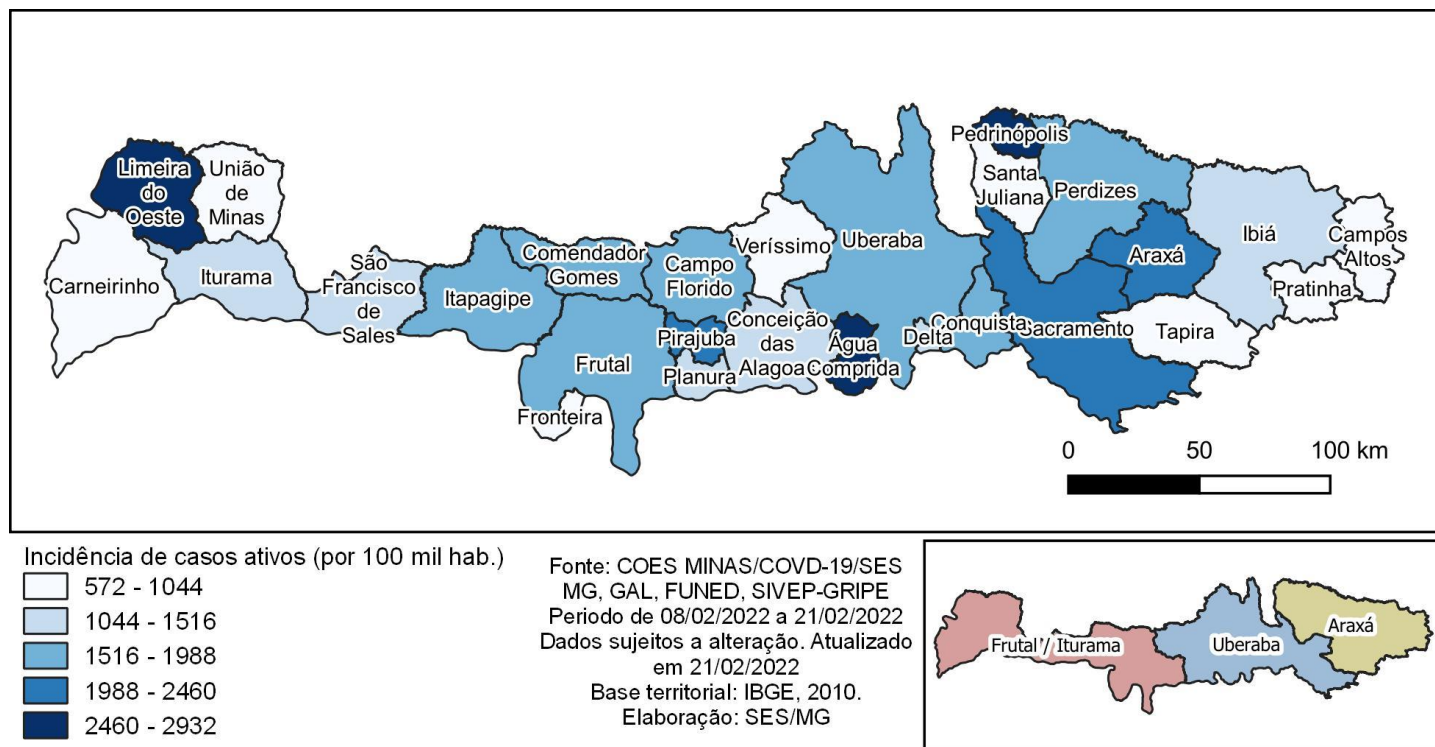 Pedrinópolis
Limeira
do
Oeste
União
de
Minas
Santa
Juliana
Perdizes
Carneirinho
Iturama
São
Francisco
de
Sales
Itapagipe
Comendador
Gomes
Campo
Florido
Veríssimo
Uberaba
Araxá
Ibiá
Campos
Altos
Pratinha
Frutal
Pirajuba
Planura
Conceição
das
Alagoa
Água
Comprida
Delta
Conquista
Sacramento
Tapira
Fronteira
0 50 100 km
Incidência de casos ativos (por 100 mil hab.)
572 - 1044
1044 - 1516
1516 - 1988
1988 - 2460
2460 - 2932
Fonte: COES MINAS/COVD-19/SES
MG, GAL, FUNED, SIVEP-GRIPE
Periodo de 08/02/2022 a 21/02/2022
Dados sujeitos a alteração. Atualizado
em 21/02/2022
Base territorial: IBGE, 2010.
Elaboração: SES/MG
Frutal / Iturama
Uberaba
Araxá